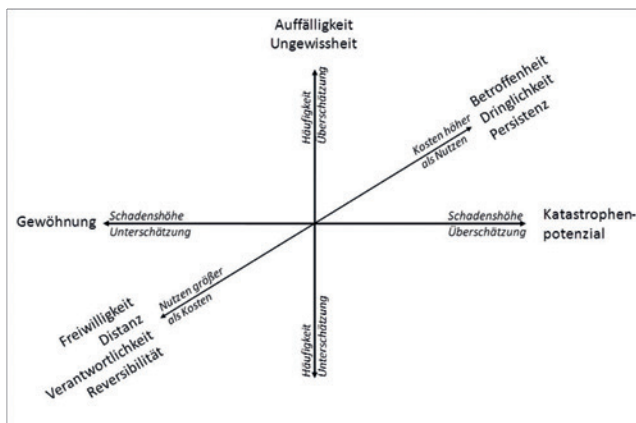 Auffälligkeit
Ungewissheit
Häufigkeit
Überschätzung
Betroffenheit
Dringlichkeit
Persistenz
Kosten höher
als Nutzen
Gewöhnung
Schadenshöhe
Unterschätzung
Schadenshöhe
Überschätzung
Katastrophen-
potenzial
Nutzen größer
als Kosten
Freiwilligkeit
Distanz
Verantwortlichkeit
Reversibilität
Häufigkeit
Unterschätzung